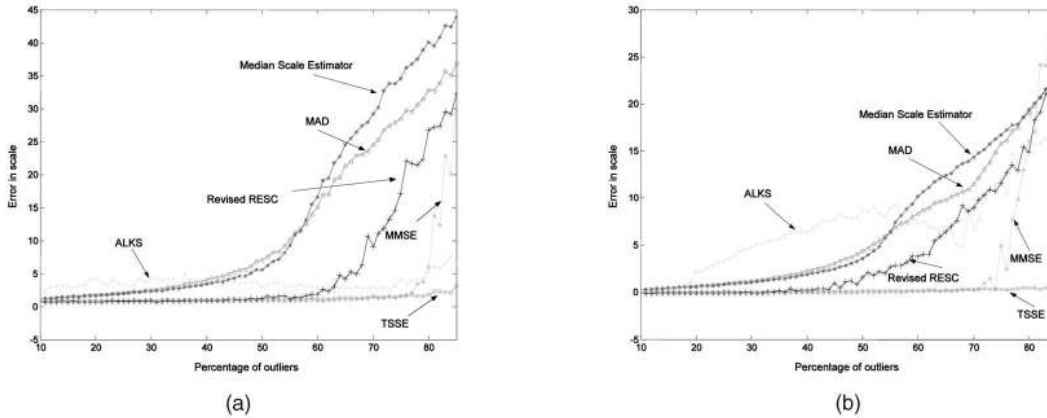 45
40
35
30
25
20
15
10
5
0
-5
Error in scale
Median Scale Estimator
MAD
Revised RESC
ALKS
MMSE
TSSE
10 20 30 40 50 60 70 80
Percentage of outliers
(a)
30
25
20
15
10
5
0
-5
Error in scale
Median Scale Estimator
MAD
ALKS
MMSE
Revised RESC
TSSE
10 20 30 40 50 60 70 80
Percentage of outliers
(b)